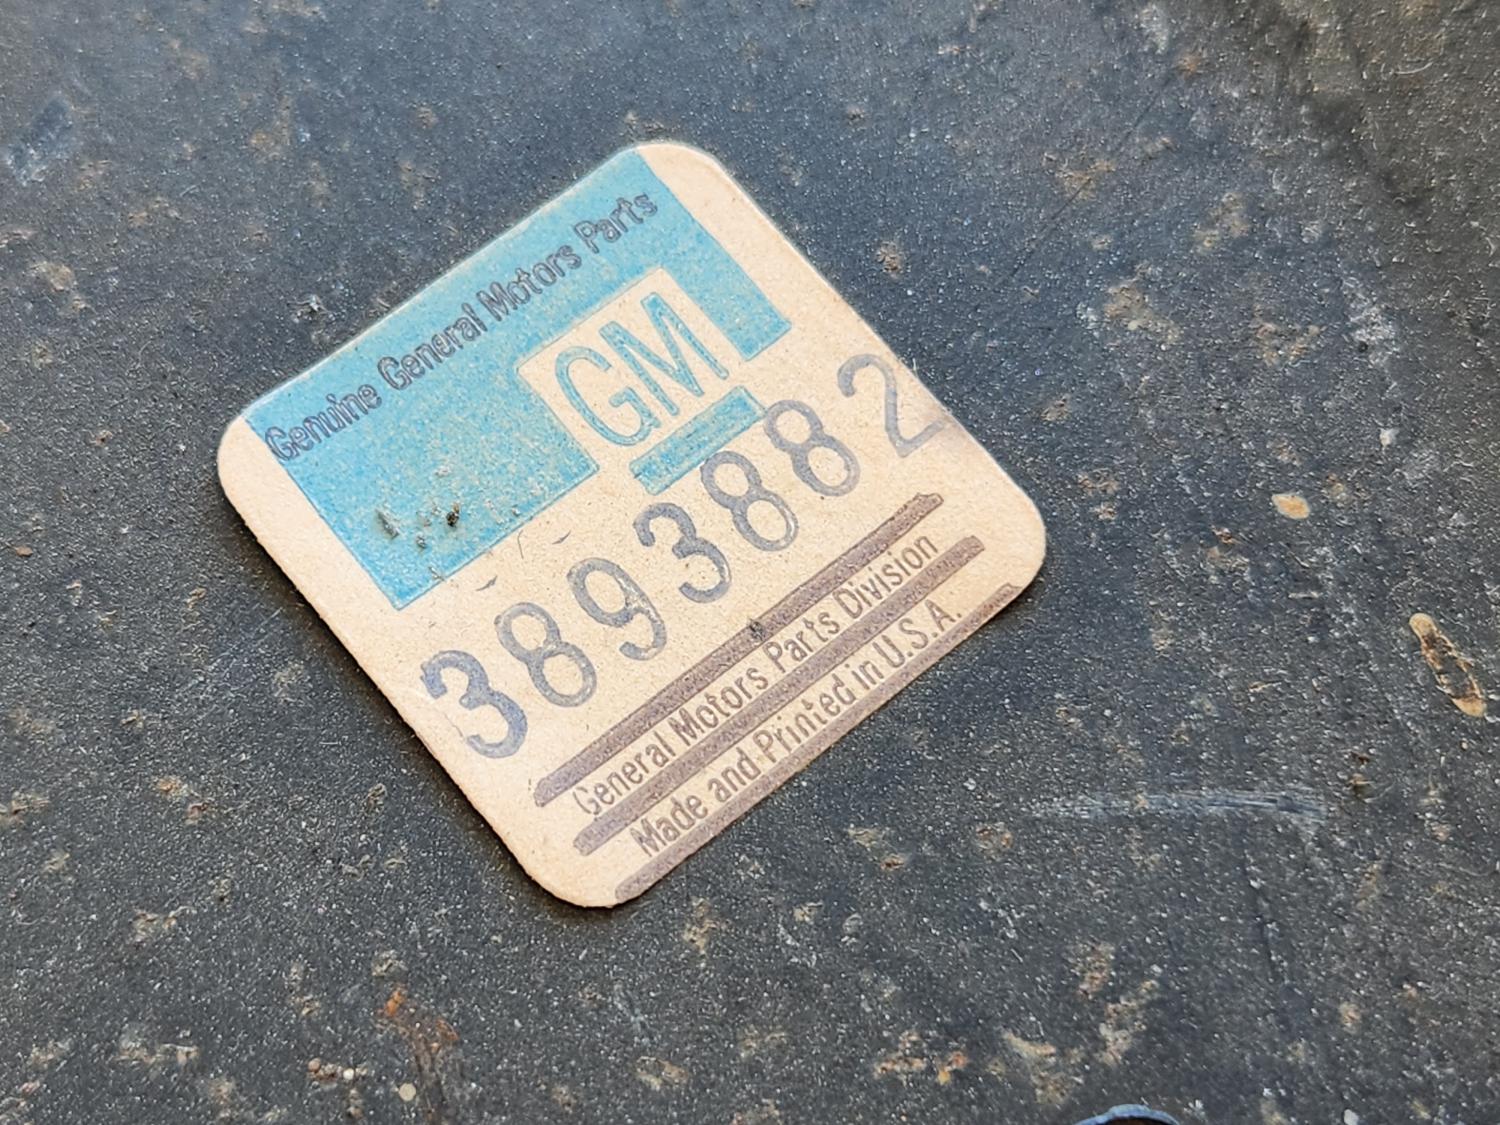 Genuine General Motors Parts
GM
3893882
General Motors Parts Division
Made and Printed in U.S.A.